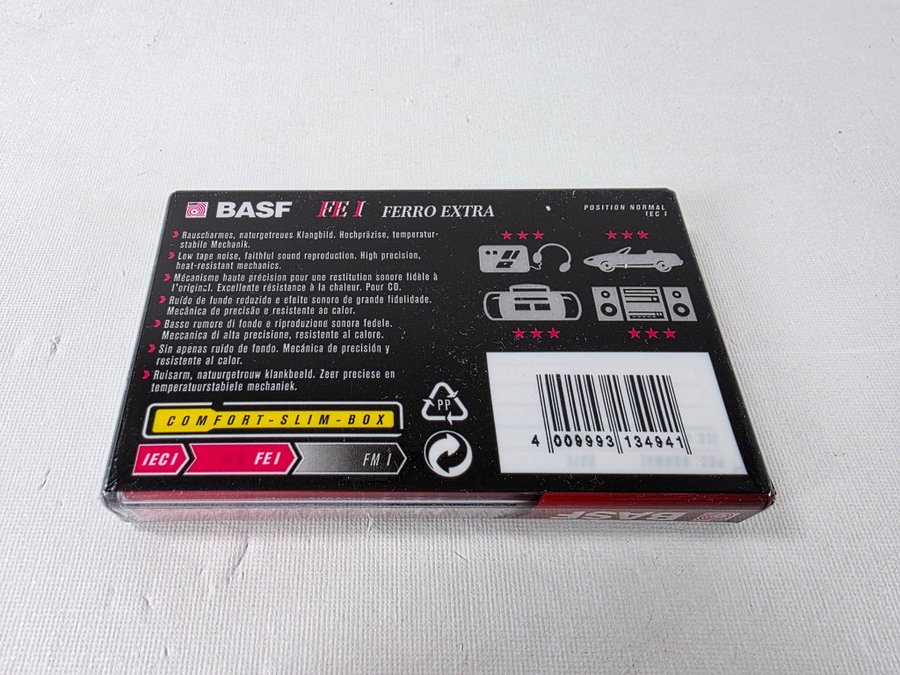 BASF FE I FERRO EXTRA
POSITION NORMAL
IEC I
Rauscharmes, naturgetreues Klangbild. Hochpräzise, temperatur-
stabile Mechanik.
Low tape noise, faithful sound reproduction. High precision,
heat-resistant mechanics.
Mécanisme haute précision pour une restitution sonore fidèle à
l'original. Excellente résistance à la chaleur. Pour CD.
Ruído de fundo reduzido e efeito sonoro de grande fidelidade.
Mecânica de precisão e resistente ao calor.
Basso rumore di fondo e riproduzione sonora fedele.
Meccanica di alta precisione, resistente al calore.
Sin apenas ruido de fondo. Mecánica de precisión y
resistente al calor.
Ruisarm, natuurgetrouw klankbeeld. Zeer preciese en
temperatuurstabiele mechaniek.
COMFORT-SLIM-BOX
IEC I FE I FM I
PP
4 009993 134941
BASF